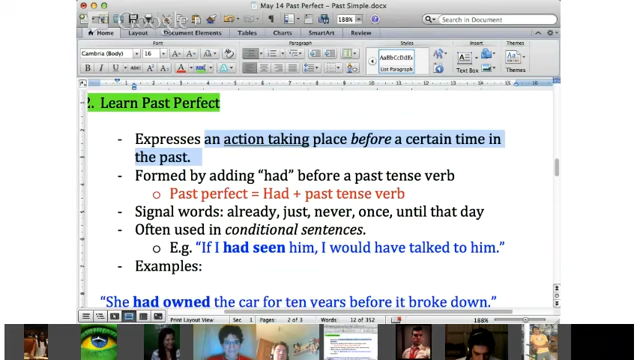 May 14 Past Perfect - Past Simple.docx
188%
Search in Document
Home Layout Document Elements Tables Charts SmartArt Review
Font Paragraph Styles Insert Themes
Cambria (Body) 16
AaBbCcDdE
List Paragraph
Text Box
Themes
2. Learn Past Perfect
- Expresses an action taking place before a certain time in
the past.
- Formed by adding “had” before a past tense verb
o Past perfect = Had + past tense verb
- Signal words: already, just, never, once, until that day
- Often used in conditional sentences.
o E.g. “If I had seen him, I would have talked to him.”
- Examples:
“She had owned the car for ten years before it broke down.”
Print Layout View Sec 1 Pages: 2 of 3 Words: 12 of 352 188%